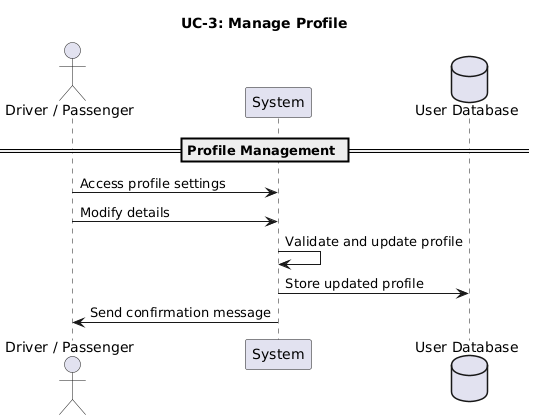 UC-3: Manage Profile
Driver / Passenger
System
User Database
Profile Management
Access profile settings
Modify details
Validate and update profile
Store updated profile
Send confirmation message
Driver / Passenger
System
User Database